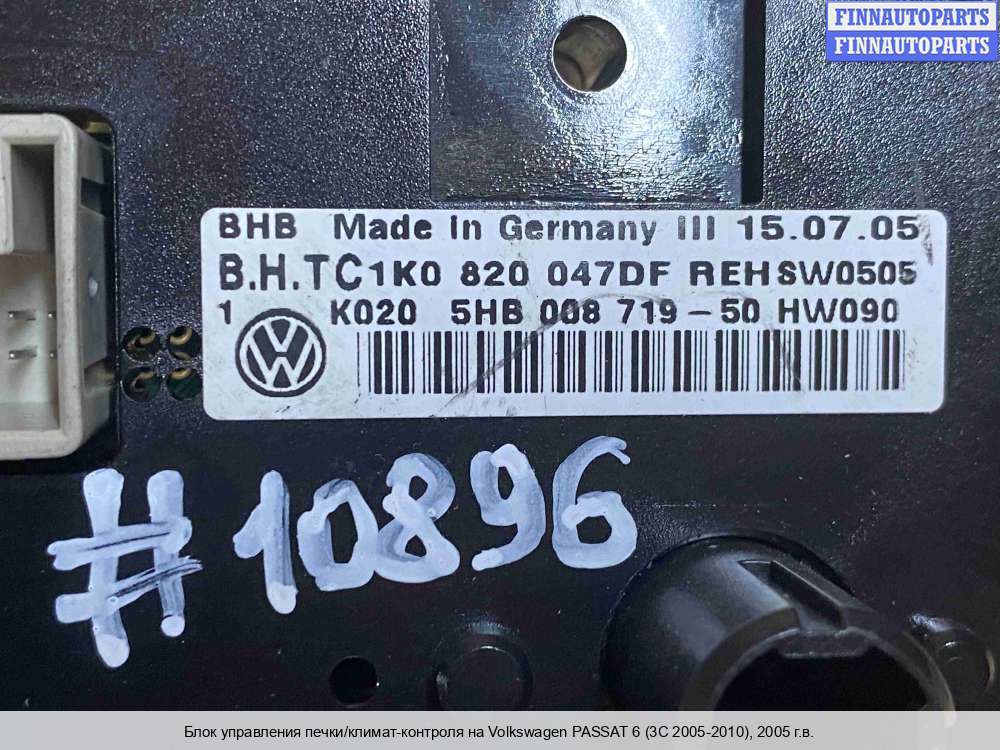 FINNAUTOPARTS
FINNAUTOPARTS
BHB Made in Germany III 15.07.05
B.H.TC1K0 820 047DF REHSW0505
1 K020 5HB 008 719-50 HW090
#10896
Блок управления печки/климат-контроля на Volkswagen PASSAT 6 (3C 2005-2010), 2005 г.в.